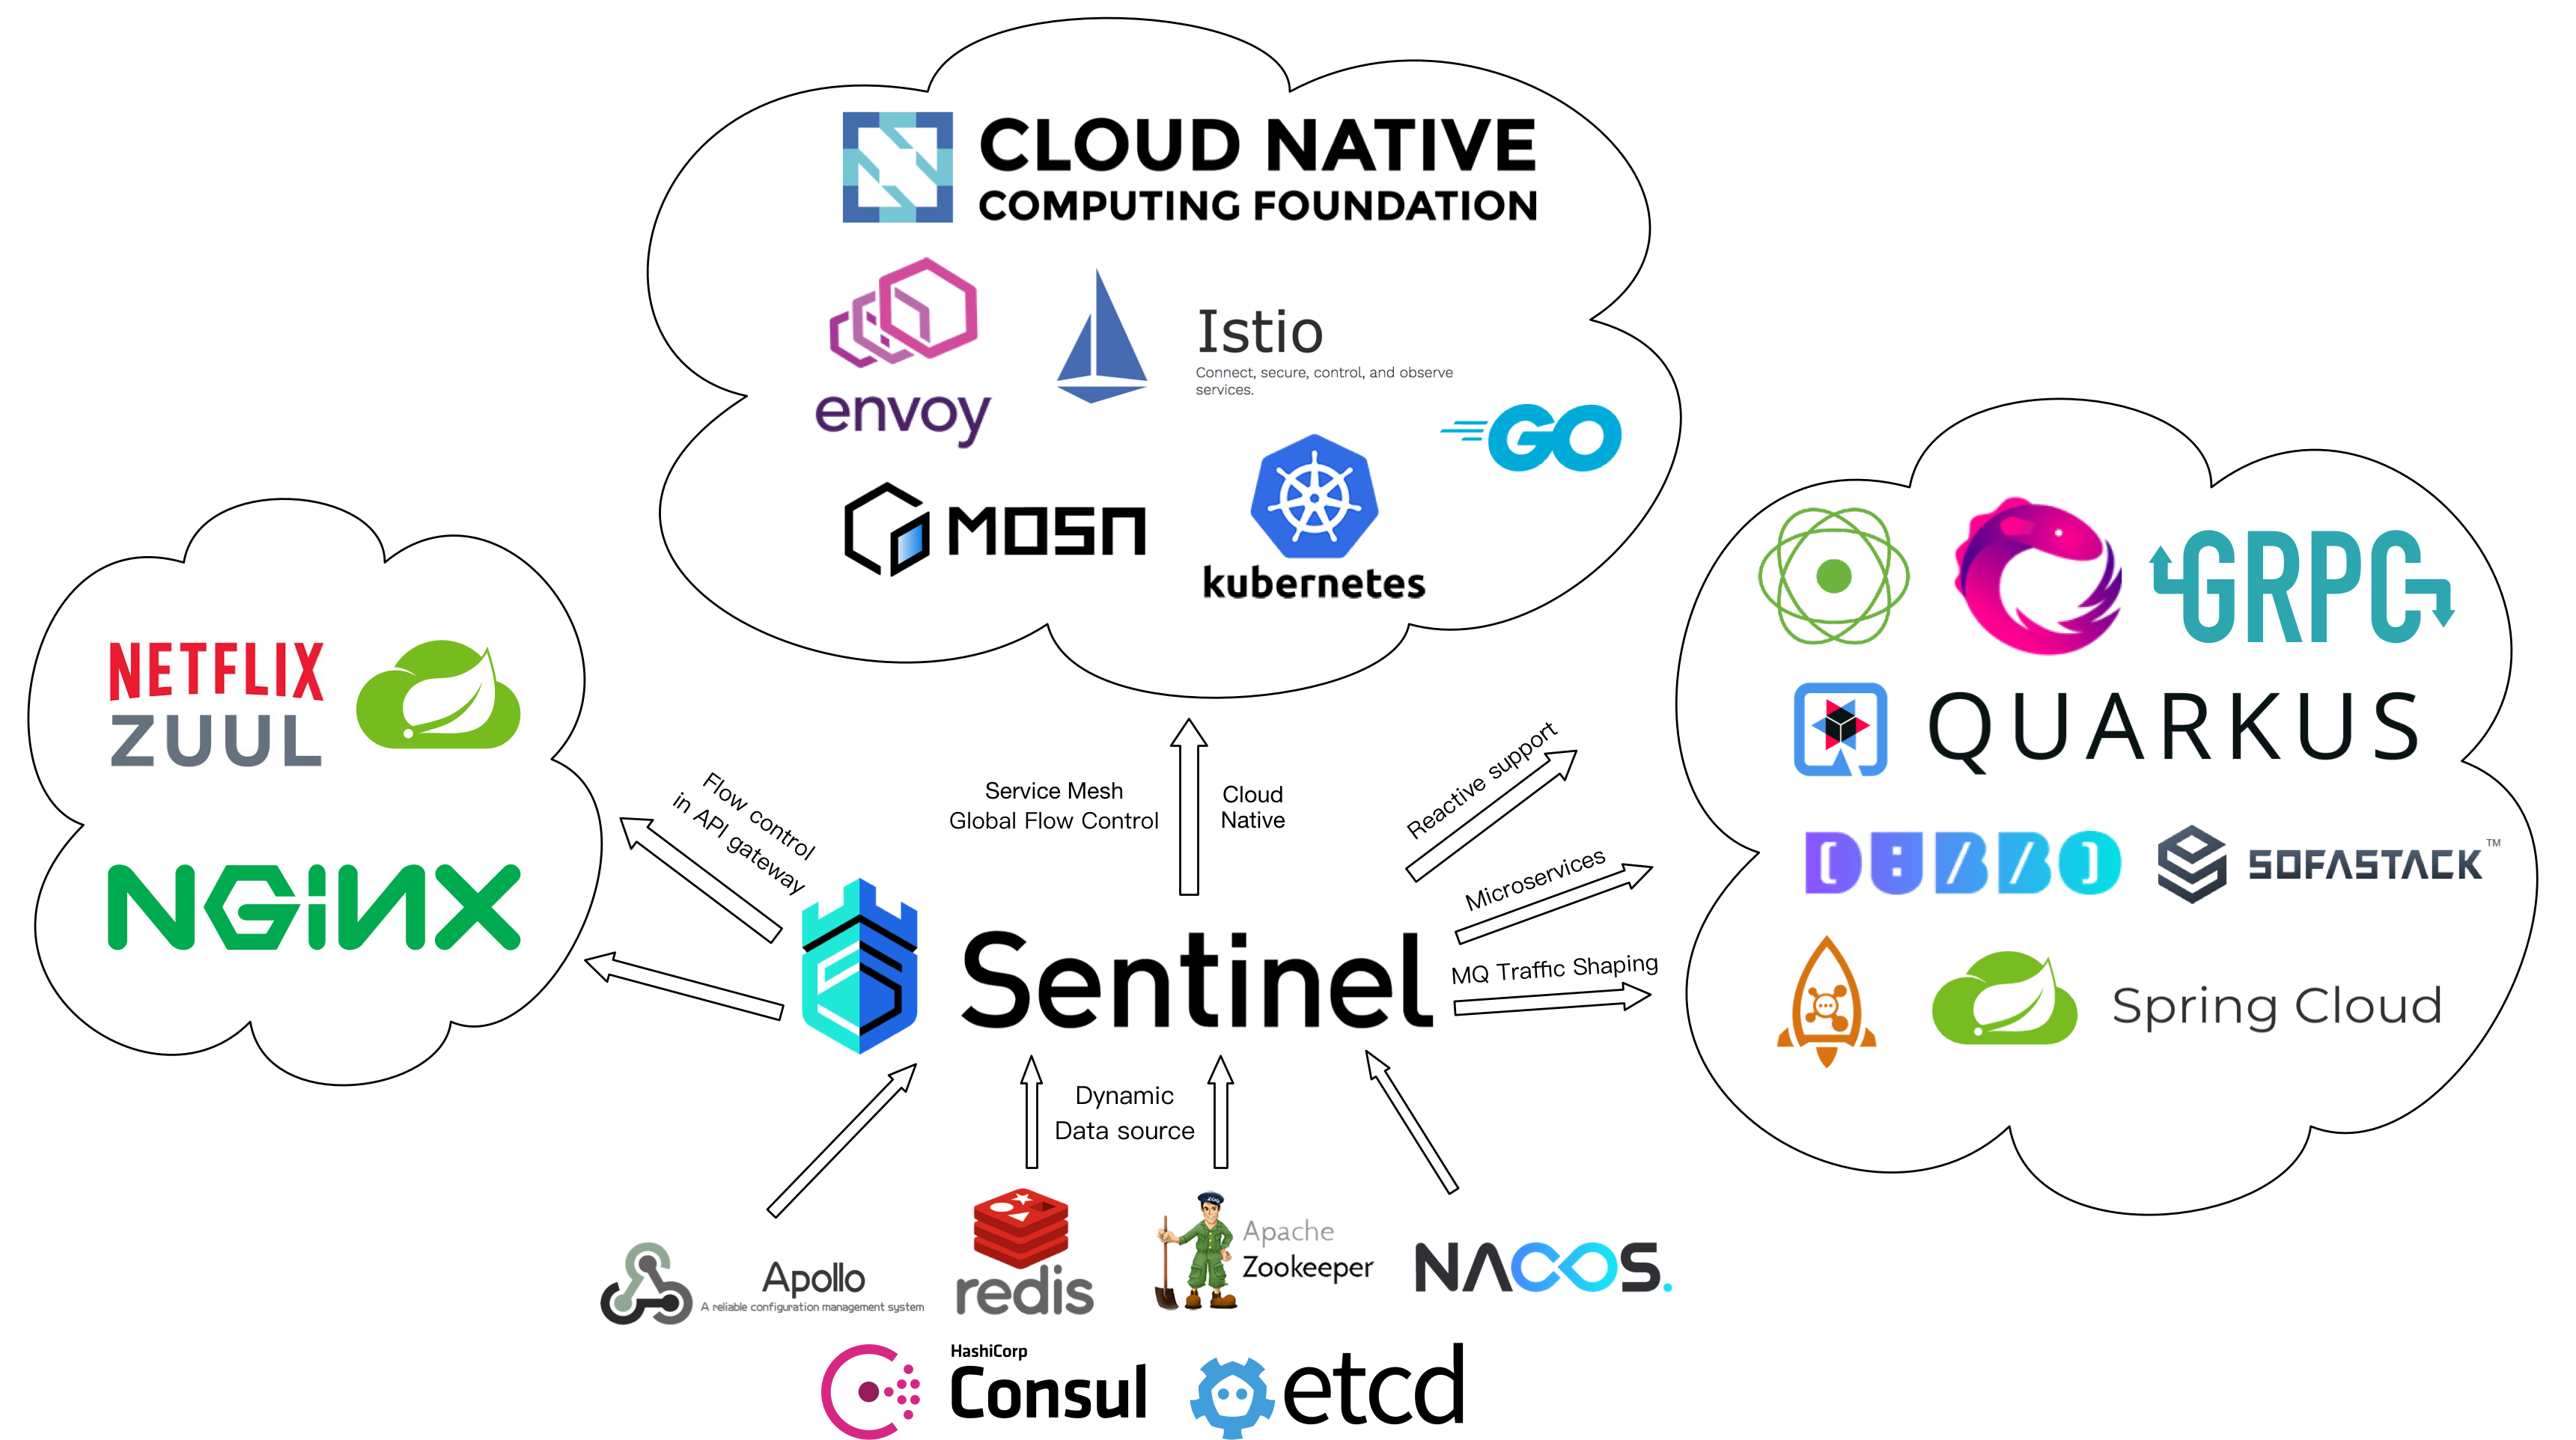 CLOUD NATIVE
COMPUTING FOUNDATION
envoy
Istio
Connect, secure, control, and observe
services.
GO
MOSN
kubernetes
NETFLIX
ZUUL
NGINX
GRPC
QUARKUS
DUBBO
SOFASTACK™
Spring Cloud
Flow control
in API gateway
Service Mesh
Global Flow Control
Cloud
Native
Reactive support
Microservices
MQ Traffic Shaping
Sentinel
Dynamic
Data source
Apollo
A reliable configuration management system
redis
ZOO
Apache
Zookeeper
NACOS.
HashiCorp
Consul
etcd